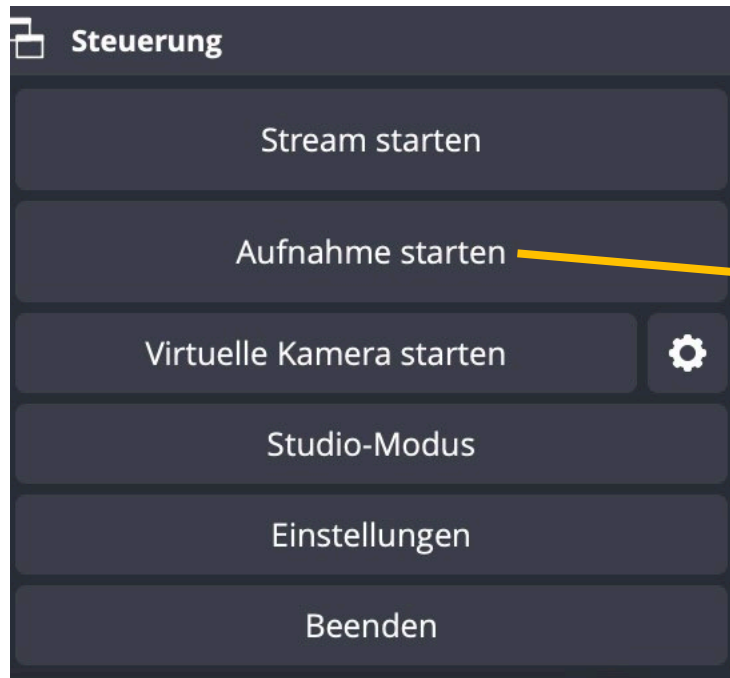 Steuerung
Stream starten
Aufnahme starten
Virtuelle Kamera starten
Studio-Modus
Einstellungen
Beenden